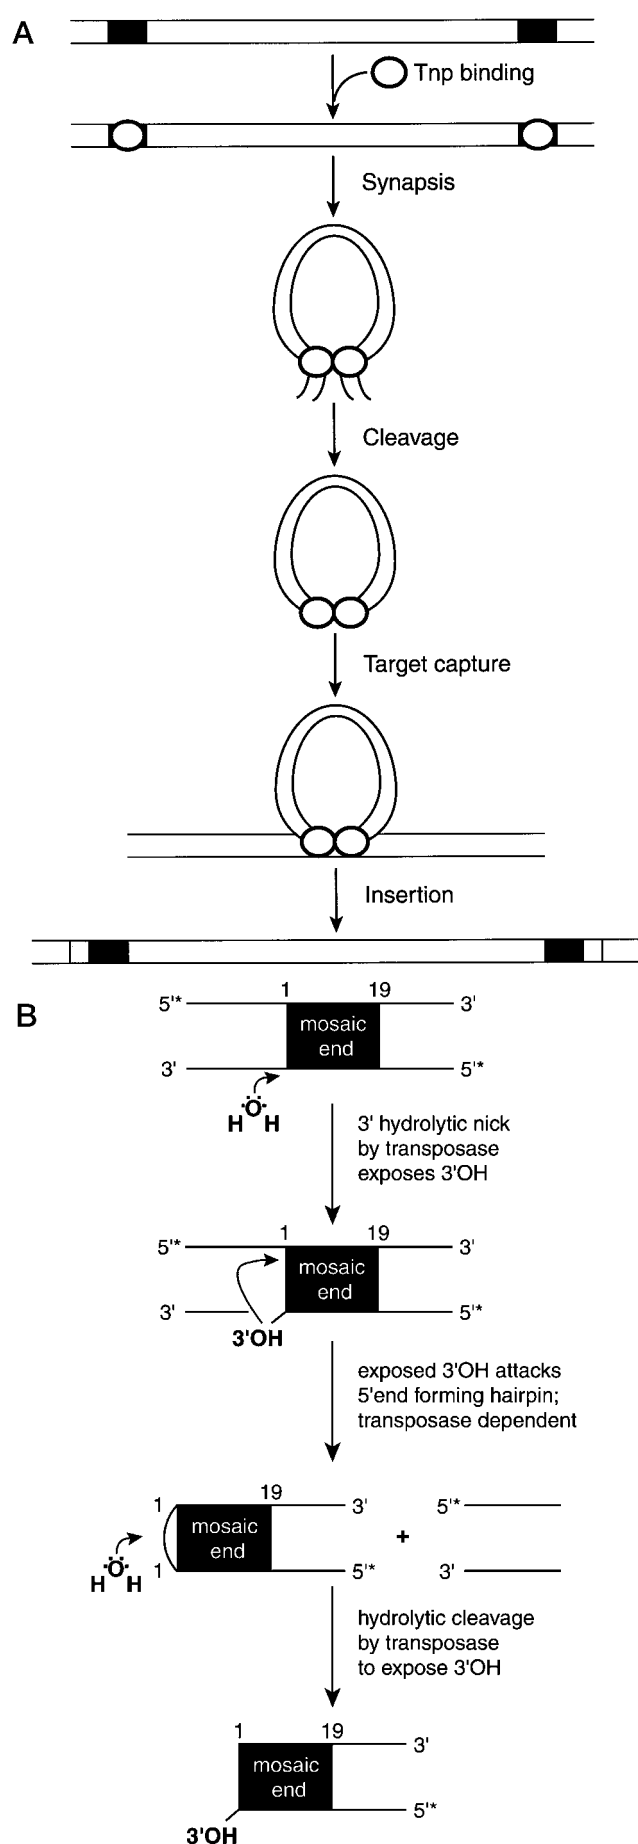 A
Tnp binding
Synapsis
Cleavage
Target capture
Insertion
B
1 19
5'* 3'
mosaic
end
3' 5'*
H Ö H
3' hydrolytic nick
by transposase
exposes 3'OH
1 19
5'* 3'
mosaic
end
3' 5'*
3'OH
exposed 3'OH attacks
5'end forming hairpin;
transposase dependent
19
1 3' 5'*
mosaic
end
+
1 5'* 3'
H Ö H
hydrolytic cleavage
by transposase
to expose 3'OH
1 19
3'
mosaic
end
5'*
3'OH